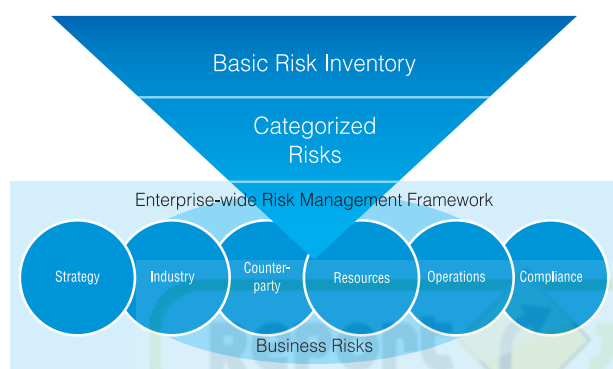 Basic Risk Inventory
Categorized
Risks
Enterprise-wide Risk Management Framework
Strategy
Industry
Counter-
party
Resources
Operations
Compliance
Report
Business Risks